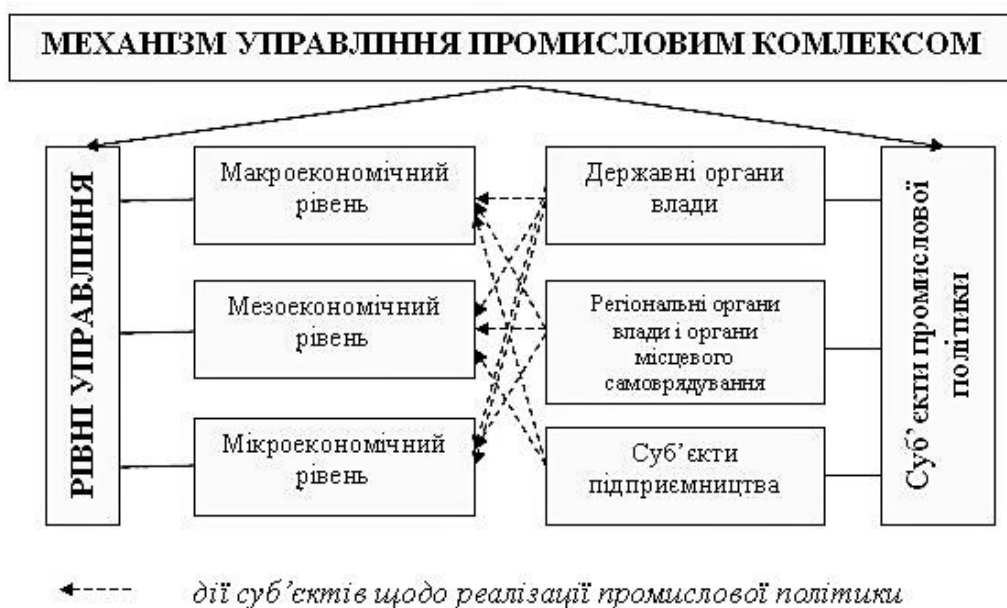 МЕХАНІЗМ УПРАВЛІННЯ ПРОМИСЛОВИМ КОМЛЕКСОМ
РІВНІ УПРАВЛІННЯ
Макроекономічний
рівень
Мезоекономічний
рівень
Мікроекономічний
рівень
Державні органи
влади
Регіональні органи
влади і органи
місцевого
самоврядування
Суб’єкти
підприємництва
Суб’єкти промислової
політики
дії суб’єктів щодо реалізації промислової політики